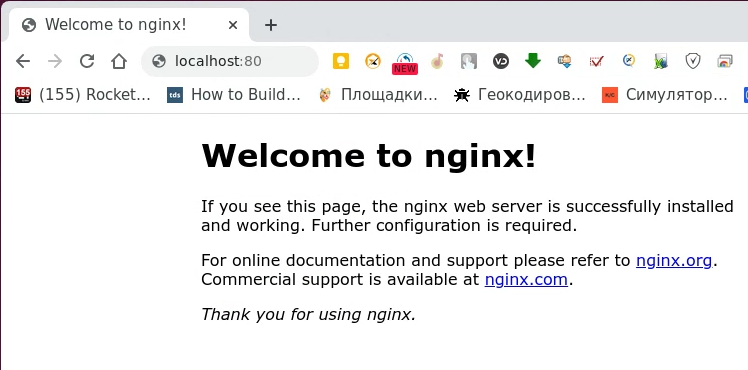 Welcome to nginx!
localhost:80
NEW
155 (155) Rocket... tds How to Build... Площадки... Геокодиров... K/C Симулятор...
Welcome to nginx!
If you see this page, the nginx web server is successfully installed
and working. Further configuration is required.
For online documentation and support please refer to nginx.org.
Commercial support is available at nginx.com.
Thank you for using nginx.